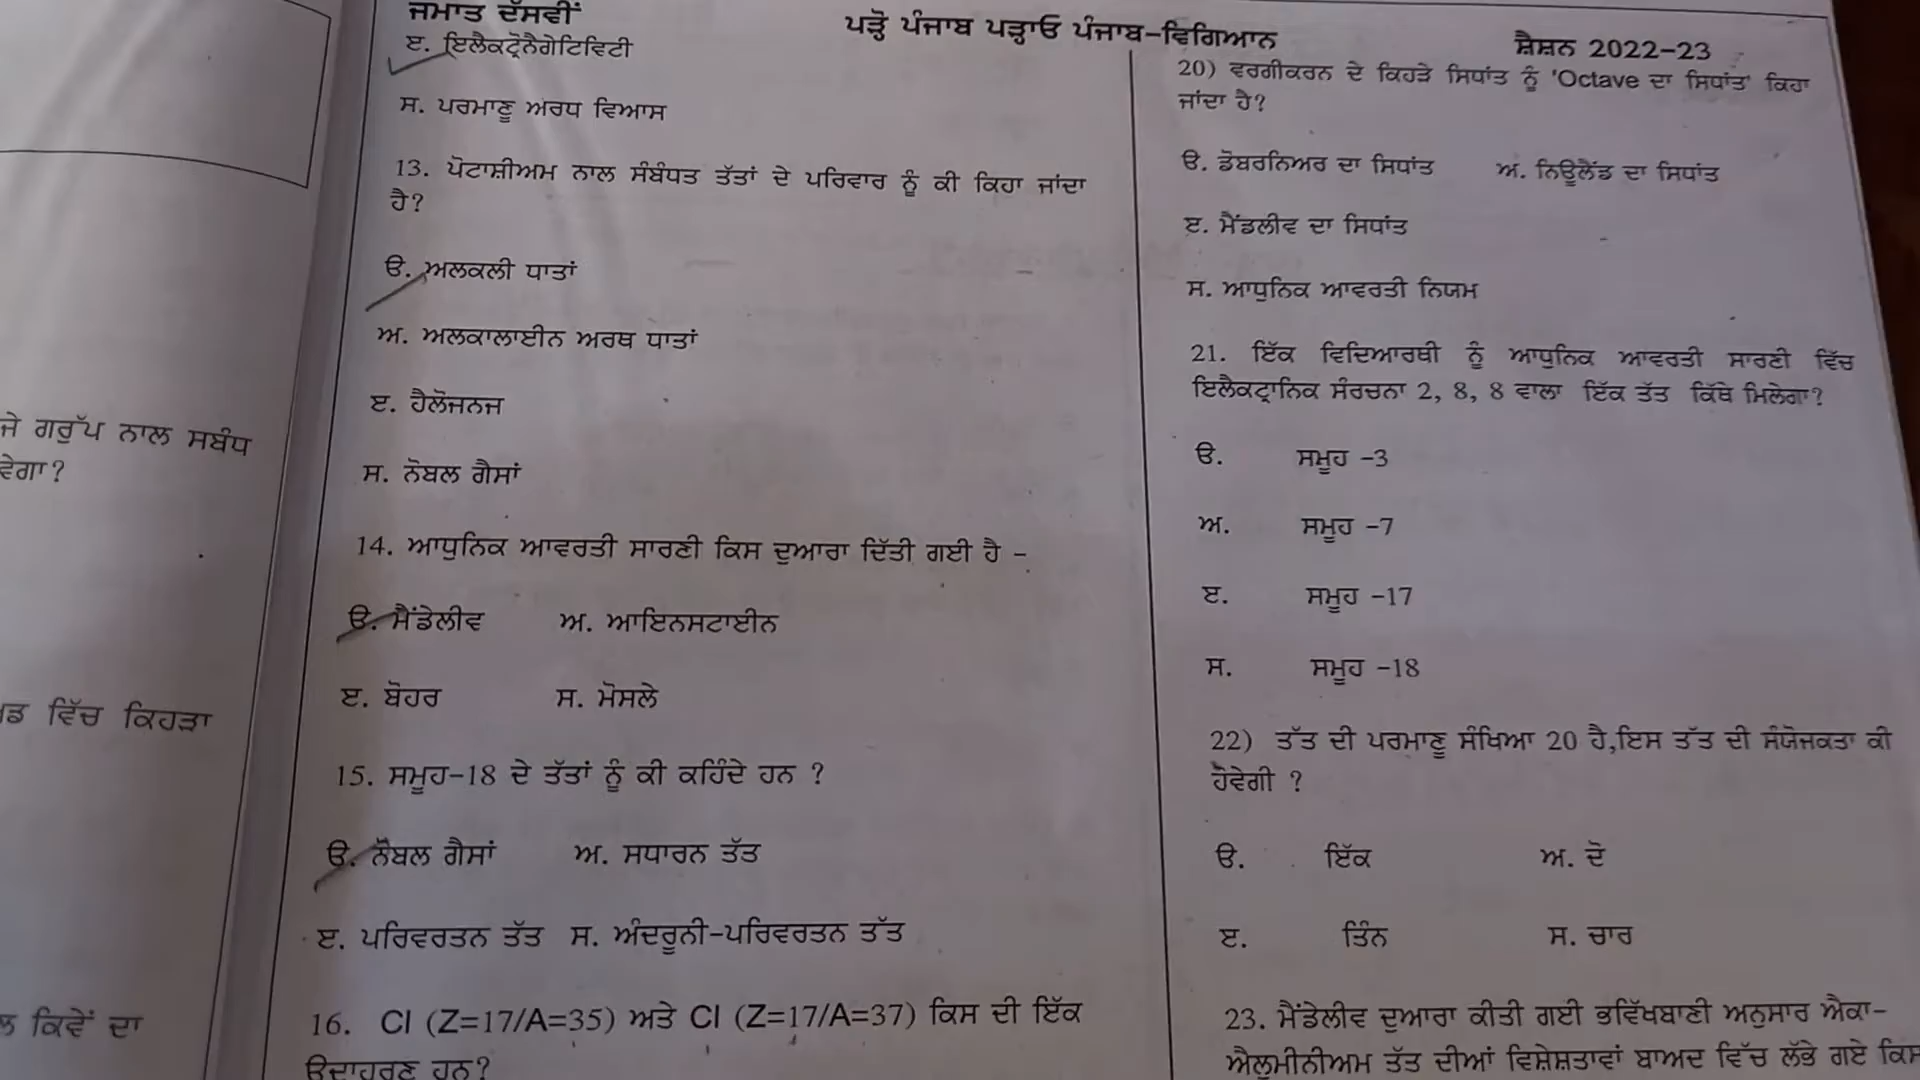 ਜੇ ਗਰੁੱਪ ਨਾਲ ਸਬੰਧ
ਵੇਗਾ?
ਵਿੱਚ ਕਿਹੜਾ
ਕਿਵੇਂ ਦਾ
ਜਮਾਤ ਦੱਸਵੀਂ
ਪੜ੍ਹੋ ਪੰਜਾਬ ਪੜ੍ਹਾਓ ਪੰਜਾਬ-ਵਿਗਿਆਨ
ਸ਼ੈਸ਼ਨ 2022-23
ੲ. ਇਲੈਕਟ੍ਰੋਨੈਗੇਟਿਵਿਟੀ
ਸ. ਪਰਮਾਣੂ ਅਰਧ ਵਿਆਸ
13. ਪੋਟਾਸ਼ੀਅਮ ਨਾਲ ਸੰਬੰਧਤ ਤੱਤਾਂ ਦੇ ਪਰਿਵਾਰ ਨੂੰ ਕੀ ਕਿਹਾ ਜਾਂਦਾ
ਹੈ?
ੳ. ਅਲਕਲੀ ਧਾਤਾਂ
ਅ. ਅਲਕਾਲਾਈਨ ਅਰਥ ਧਾਤਾਂ
ੲ. ਹੈਲੋਜਨਜ
ਸ. ਨੋਬਲ ਗੈਸਾਂ
14. ਆਧੁਨਿਕ ਆਵਰਤੀ ਸਾਰਣੀ ਕਿਸ ਦੁਆਰਾ ਦਿੱਤੀ ਗਈ ਹੈ -
ੳ. ਮੈਂਡੇਲੀਵ ਅ. ਆਇਨਸਟਾਈਨ
ੲ. ਬੋਹਰ ਸ. ਮੋਸਲੇ
15. ਸਮੂਹ-18 ਦੇ ਤੱਤਾਂ ਨੂੰ ਕੀ ਕਹਿੰਦੇ ਹਨ ?
ੳ. ਨੋਬਲ ਗੈਸਾਂ ਅ. ਸਧਾਰਨ ਤੱਤ
ੲ. ਪਰਿਵਰਤਨ ਤੱਤ ਸ. ਅੰਦਰੂਨੀ-ਪਰਿਵਰਤਨ ਤੱਤ
16. Cl (Z=17/A=35) ਅਤੇ Cl (Z=17/A=37) ਕਿਸ ਦੀ ਇੱਕ
ਉਦਾਹਰਣ ਹਨ?
20) ਵਰਗੀਕਰਨ ਦੇ ਕਿਹੜੇ ਸਿਧਾਂਤ ਨੂੰ 'Octave ਦਾ ਸਿਧਾਂਤ' ਕਿਹਾ
ਜਾਂਦਾ ਹੈ?
ੳ. ਡੋਬਰਨਿਅਰ ਦਾ ਸਿਧਾਂਤ ਅ. ਨਿਊਲੈਂਡ ਦਾ ਸਿਧਾਂਤ
ੲ. ਮੈਂਡਲੀਵ ਦਾ ਸਿਧਾਂਤ
ਸ. ਆਧੁਨਿਕ ਆਵਰਤੀ ਨਿਯਮ
21. ਇੱਕ ਵਿਦਿਆਰਥੀ ਨੂੰ ਆਧੁਨਿਕ ਆਵਰਤੀ ਸਾਰਣੀ ਵਿੱਚ
ਇਲੈਕਟ੍ਰਾਨਿਕ ਸੰਰਚਨਾ 2, 8, 8 ਵਾਲਾ ਇੱਕ ਤੱਤ ਕਿੱਥੇ ਮਿਲੇਗਾ?
ੳ. ਸਮੂਹ -3
ਅ. ਸਮੂਹ -7
ੲ. ਸਮੂਹ -17
ਸ. ਸਮੂਹ -18
22) ਤੱਤ ਦੀ ਪਰਮਾਣੂ ਸੰਖਿਆ 20 ਹੈ,ਇਸ ਤੱਤ ਦੀ ਸੰਯੋਜਕਤਾ ਕੀ
ਹੋਵੇਗੀ ?
ੳ. ਇੱਕ ਅ. ਦੋ
ੲ. ਤਿੰਨ ਸ. ਚਾਰ
23. ਮੈਂਡੇਲੀਵ ਦੁਆਰਾ ਕੀਤੀ ਗਈ ਭਵਿੱਖਬਾਣੀ ਅਨੁਸਾਰ ਐਕਾ-
ਐਲੂਮੀਨੀਅਮ ਤੱਤ ਦੀਆਂ ਵਿਸ਼ੇਸ਼ਤਾਵਾਂ ਬਾਅਦ ਵਿੱਚ ਲੱਭੇ ਗਏ ਕਿਸ